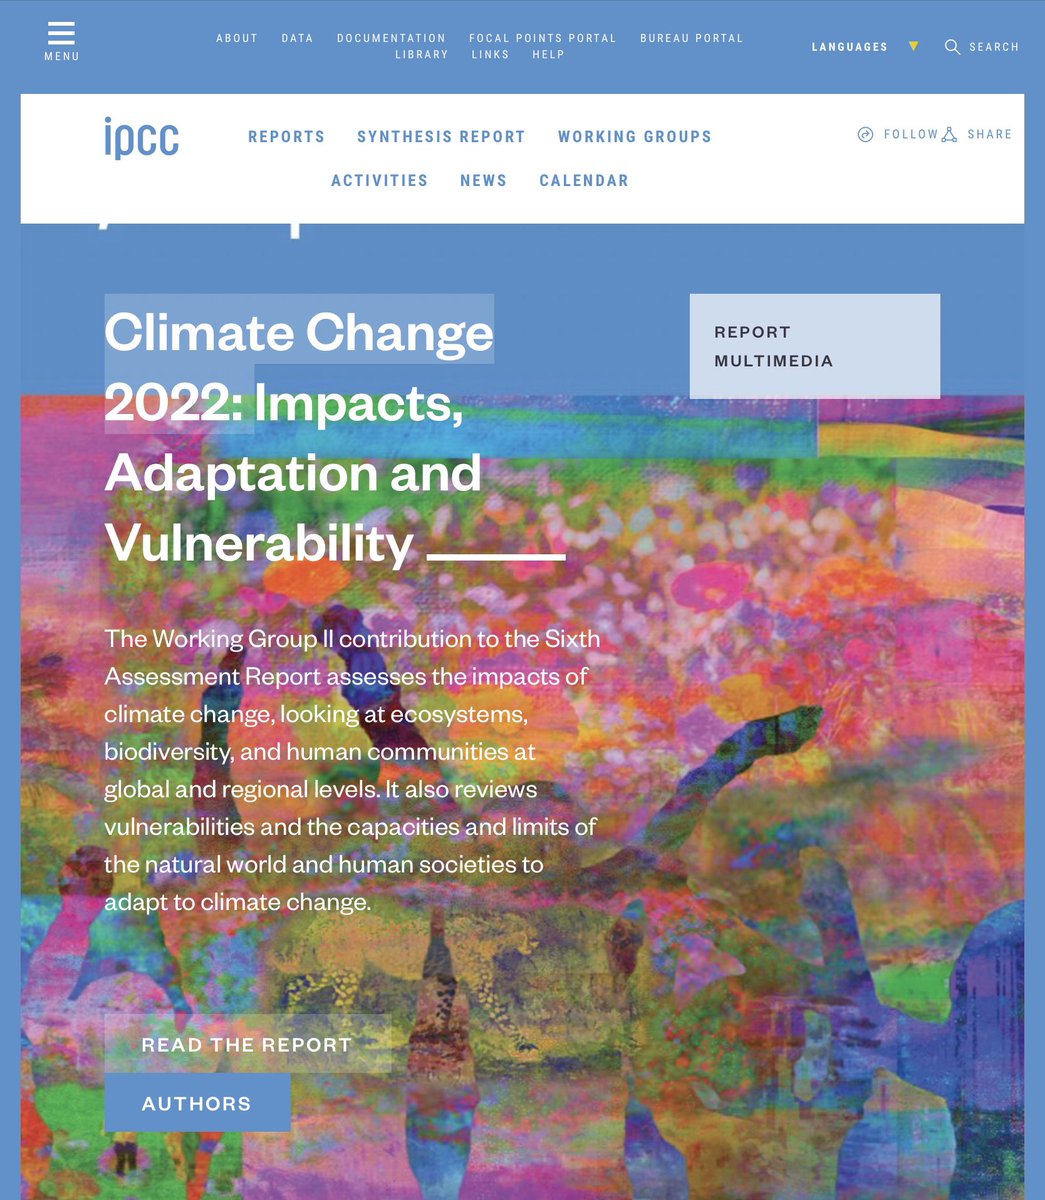 MENU
ABOUT DATA DOCUMENTATION FOCAL POINTS PORTAL BUREAU PORTAL
LIBRARY LINKS HELP
LANGUAGES
SEARCH
ipcc
REPORTS SYNTHESIS REPORT WORKING GROUPS
ACTIVITIES NEWS CALENDAR
FOLLOW SHARE
Climate Change
2022: Impacts,
Adaptation and
Vulnerability
REPORT
MULTIMEDIA
The Working Group II contribution to the Sixth
Assessment Report assesses the impacts of
climate change, looking at ecosystems,
biodiversity, and human communities at
global and regional levels. It also reviews
vulnerabilities and the capacities and limits of
the natural world and human societies to
adapt to climate change.
READ THE REPORT
AUTHORS